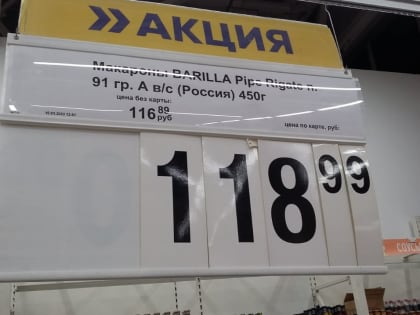 » АКЦИЯ
Макароны BARILLA Pipe Rigate н.
91 гр. А в/с (Россия) 450г
цена без карты:
116 89
руб
цена по карте, руб:
118 99